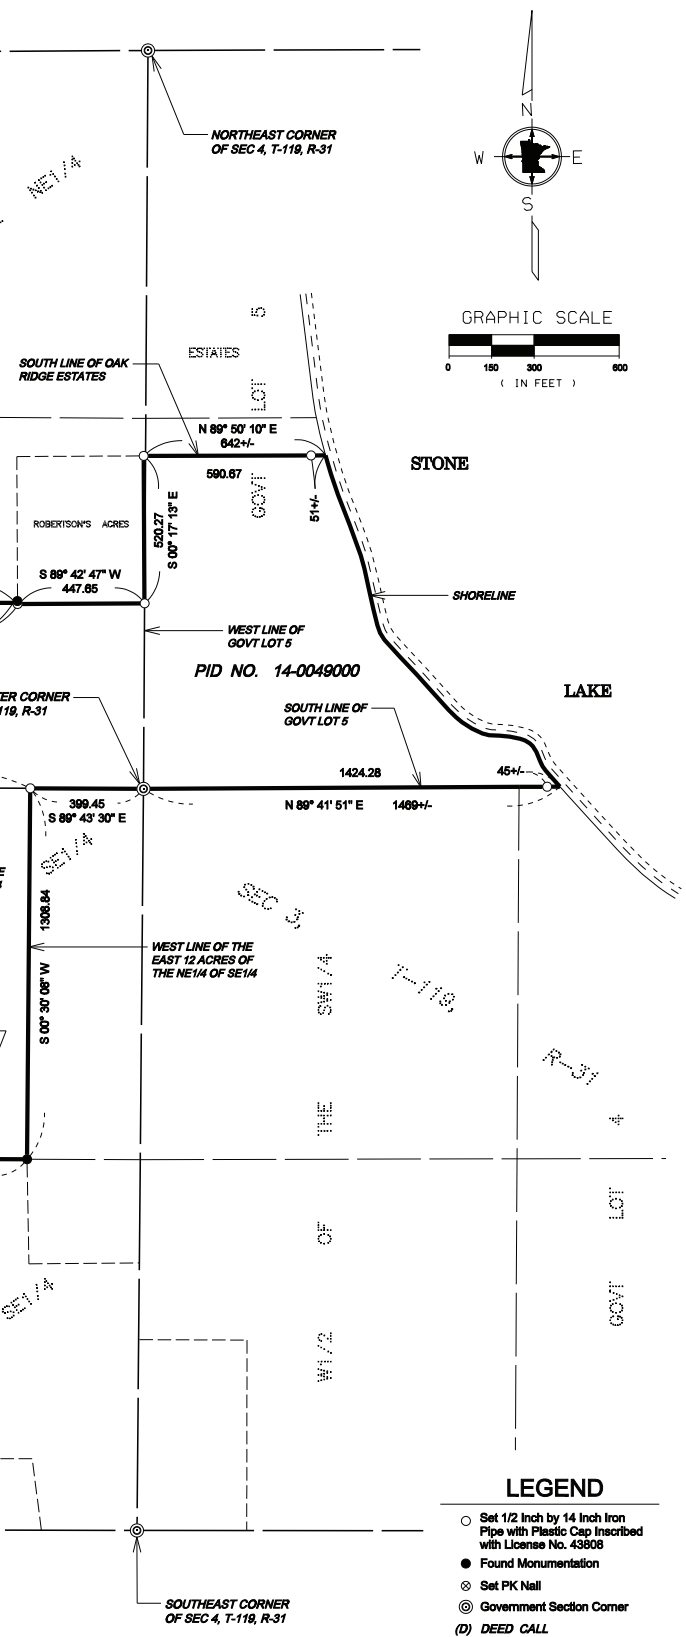 NORTHEAST CORNER
OF SEC 4, T-119, R-31
NE1/4
N
W
E
S
GRAPHIC SCALE
0 150 300 600
( IN FEET )
5
ESTATES
SOUTH LINE OF OAK
RIDGE ESTATES
LOT
GOVT
N 89° 50' 10" E
642+/-
590.67
51+/-
STONE
520.27
S 00° 17' 13" E
ROBERTSON'S ACRES
S 89° 42' 47" W
447.65
SHORELINE
WEST LINE OF
GOVT LOT 5
PID NO. 14-0049000
LAKE
TER CORNER
119, R-31
SOUTH LINE OF
GOVT LOT 5
1424.28
45+/-
399.45
S 89° 43' 30" E
N 89° 41' 51" E
1469+/-
SE1/4
1308.84
S 00° 30' 08" W
SEC 3,
T-119,
R-31
WEST LINE OF THE
EAST 12 ACRES OF
THE NE1/4 OF SE1/4
SW1/4
THE
OF
W1/2
4
LOT
GOVT
SE1/4
LEGEND
Set 1/2 Inch by 14 Inch Iron
Pipe with Plastic Cap Inscribed
with License No. 43808
Found Monumentation
Set PK Nail
Government Section Corner
(D) DEED CALL
SOUTHEAST CORNER
OF SEC 4, T-119, R-31